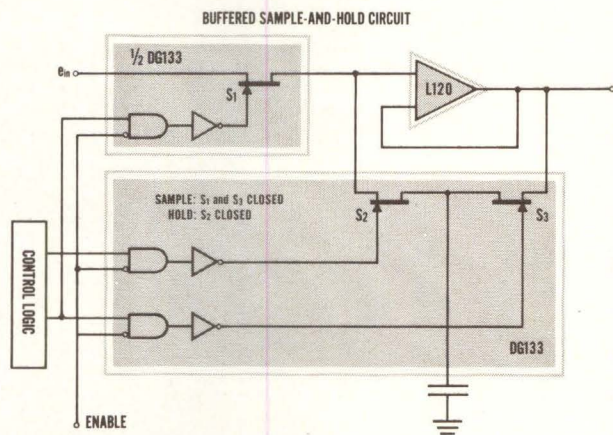 BUFFERED SAMPLE-AND-HOLD CIRCUIT
½ DG133
ein
S1
L120
SAMPLE: S1 and S3 CLOSED
HOLD: S2 CLOSED
S2
S3
CONTROL LOGIC
DG133
ENABLE